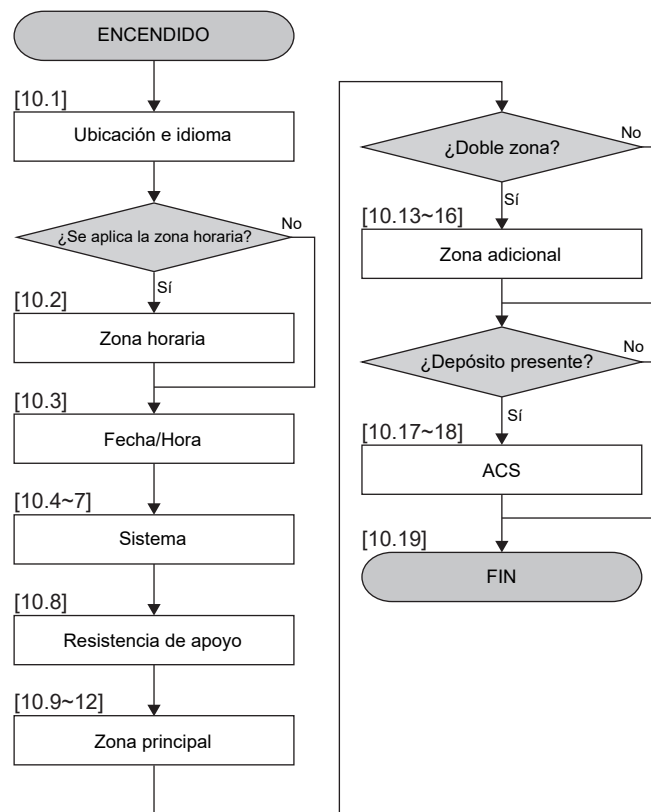 ENCENDIDO
[10.1]
Ubicación e idioma
¿Se aplica la zona horaria?
No
Sí
[10.2]
Zona horaria
[10.3]
Fecha/Hora
[10.4~7]
Sistema
[10.8]
Resistencia de apoyo
[10.9~12]
Zona principal
¿Doble zona?
No
Sí
[10.13~16]
Zona adicional
¿Depósito presente?
No
Sí
[10.17~18]
ACS
[10.19]
FIN